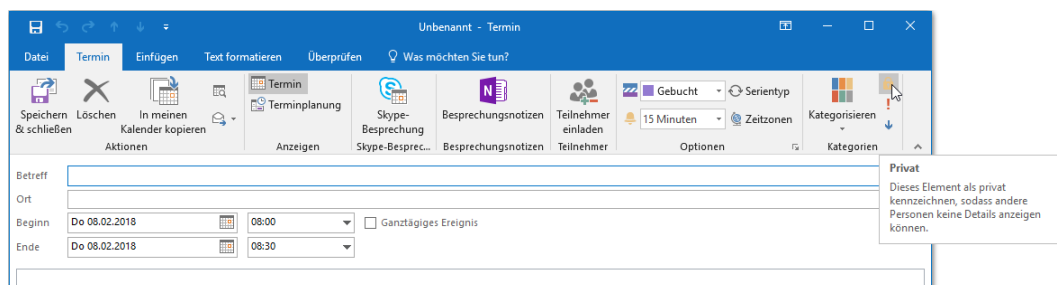 Unbenannt - Termin
Datei Termin Einfügen Text formatieren Überprüfen Was möchten Sie tun?
Termin Gebucht Serientyp
Terminplanung 15 Minuten Zeitzonen
Speichern & schließen
Löschen
In meinen Kalender kopieren
Skype-Besprechung
Besprechungsnotizen
Teilnehmer einladen
Kategorisieren
Aktionen Anzeigen Skype-Besprec... Besprechungsnotizen Teilnehmer Optionen Kategorien
Privat
Dieses Element als privat
kennzeichnen, sodass andere
Personen keine Details anzeigen
können.
Betreff
Ort
Beginn Do 08.02.2018 08:00 Ganztägiges Ereignis
Ende Do 08.02.2018 08:30